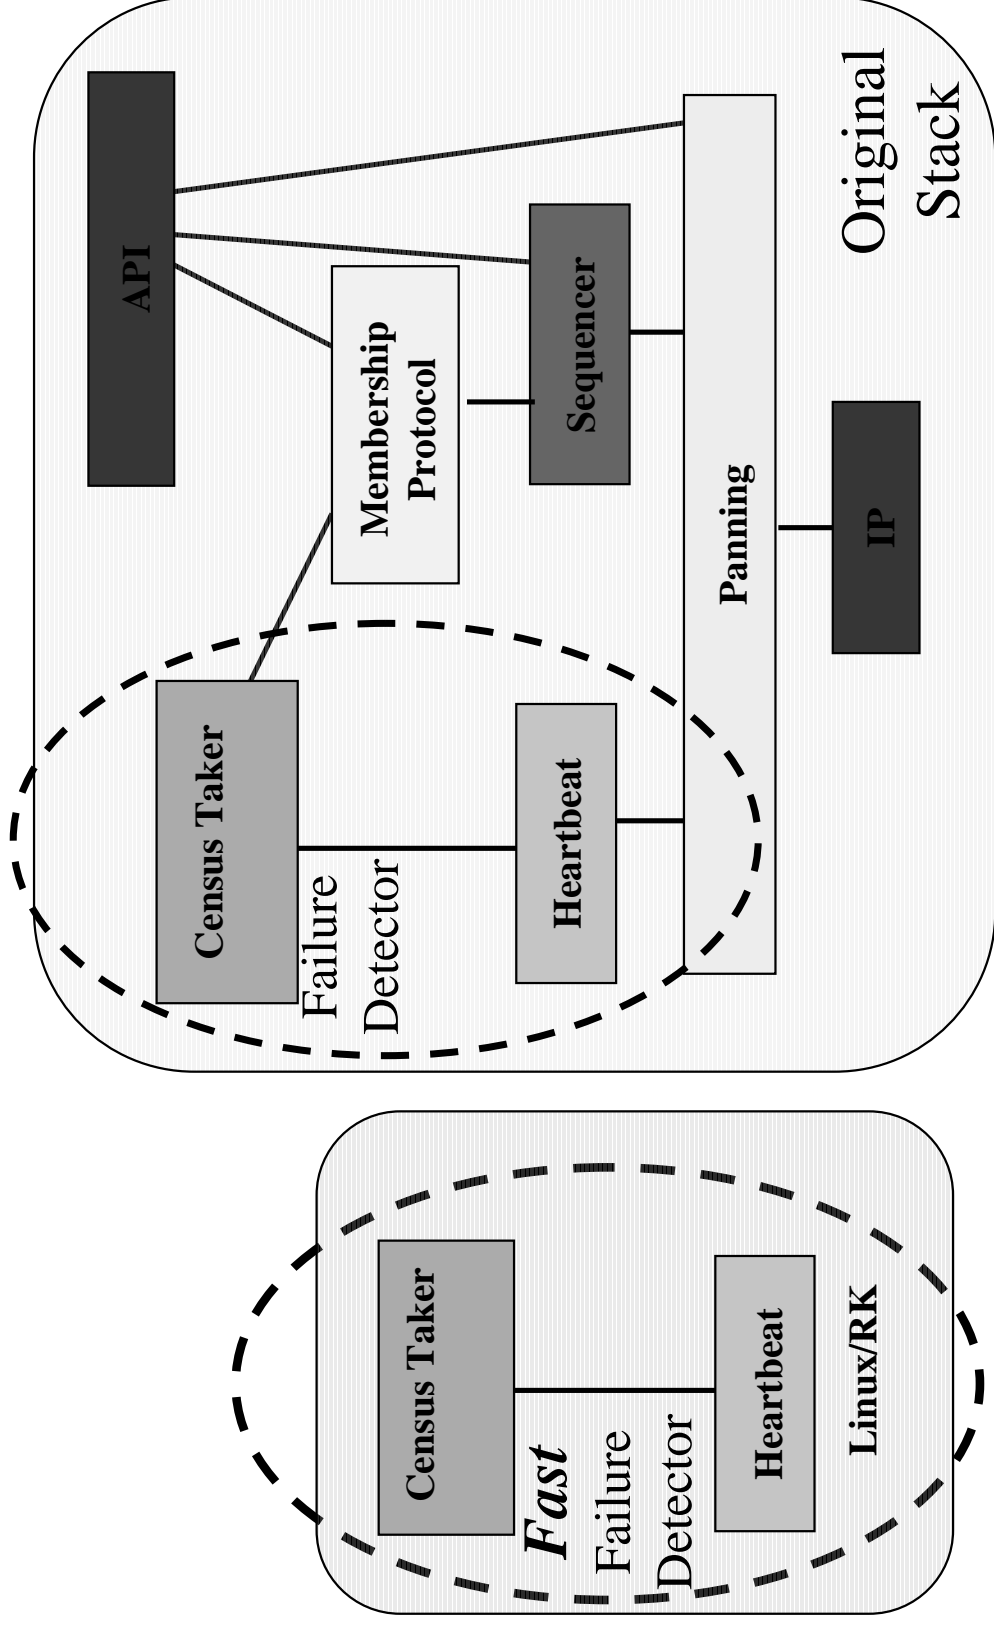 Census Taker
Fast
Failure
Detector
Heartbeat
Linux/RK
Census Taker
Failure
Detector
Heartbeat
API
Membership
Protocol
Sequencer
Panning
IP
Original
Stack